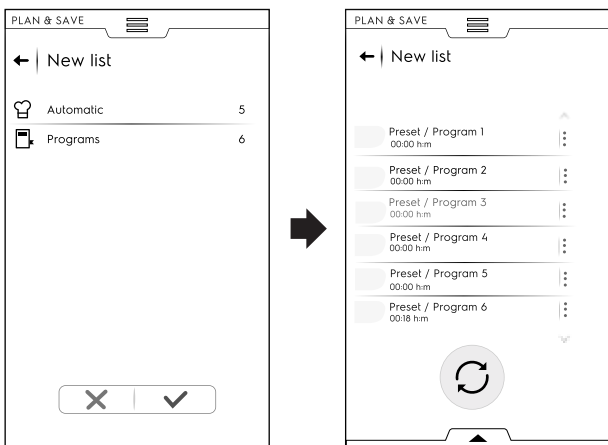 PLAN & SAVE
New list
Automatic 5
Programs 6
PLAN & SAVE
New list
Preset / Program 1
00:00 h:m
Preset / Program 2
00:00 h:m
Preset / Program 3
00:00 h:m
Preset / Program 4
00:00 h:m
Preset / Program 5
00:00 h:m
Preset / Program 6
00:18 h:m